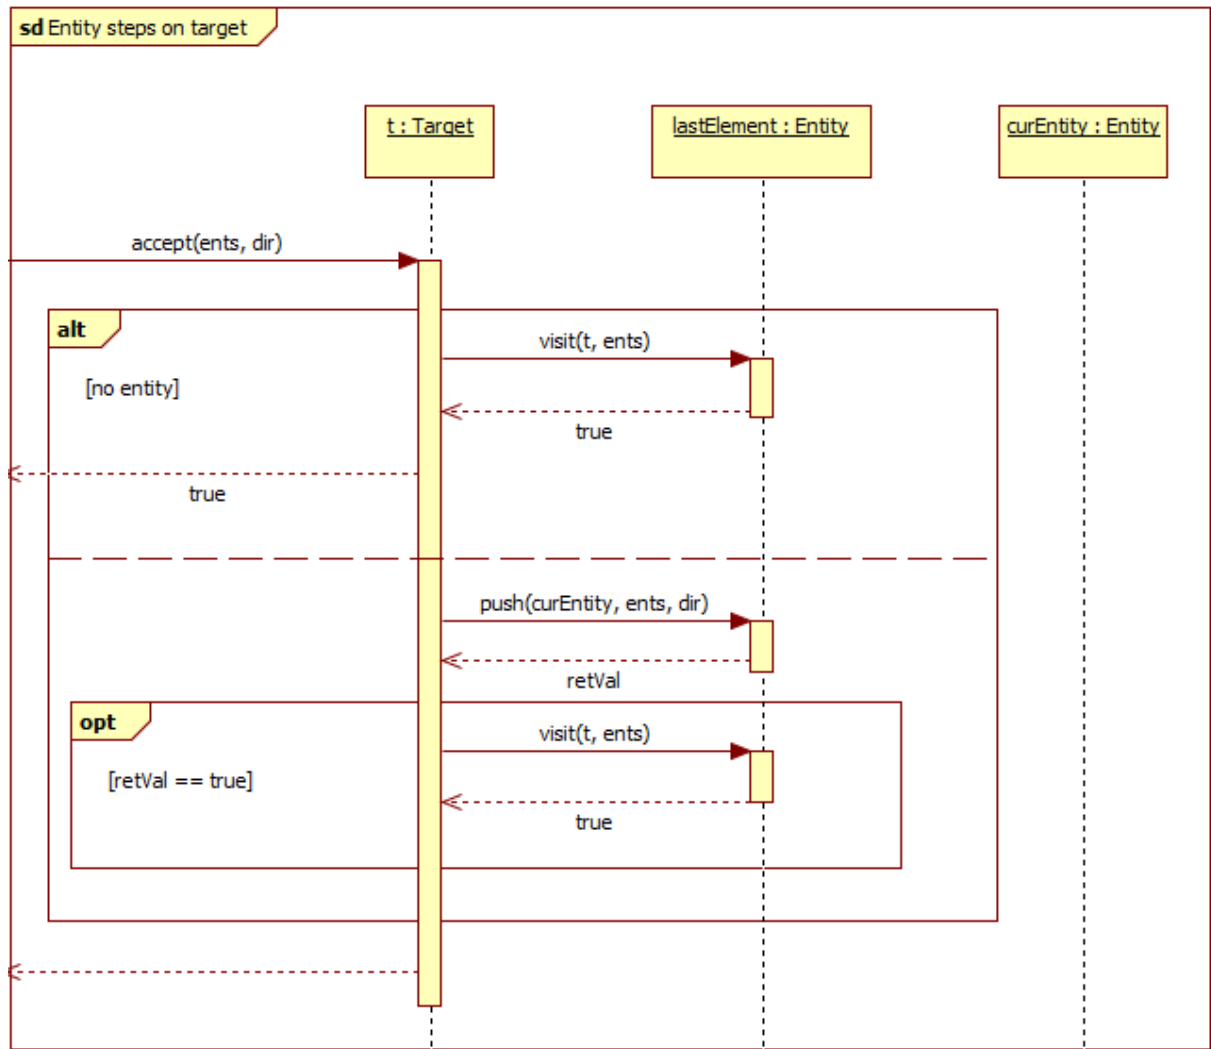 sd Entity steps on target
t : Target
lastElement : Entity
curEntity : Entity
accept(ents, dir)
alt
visit(t, ents)
[no entity]
true
true
push(curEntity, ents, dir)
retVal
opt
visit(t, ents)
[retVal == true]
true